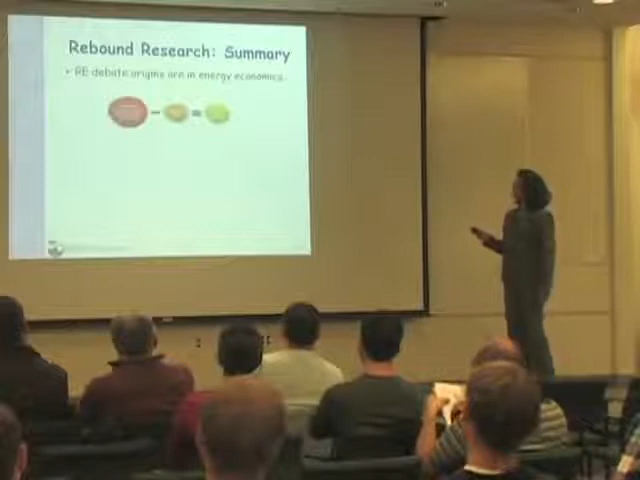 Rebound Research: Summary
RE debate origins are in energy economics.